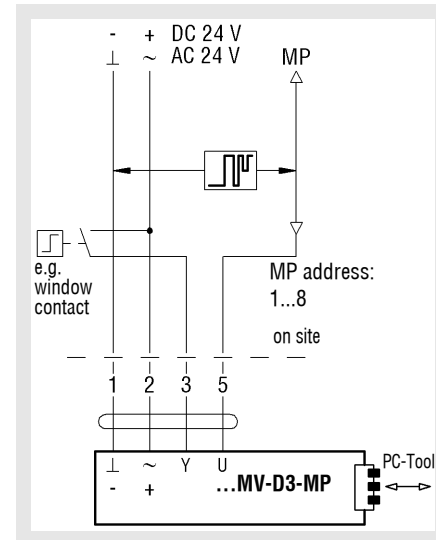 - + DC 24 V
⊥ ~ AC 24 V MP
e.g.
window
contact
MP address:
1...8
on site
1 2 3 5
⊥ ~ Y U
- + ...MV-D3-MP
PC-Tool